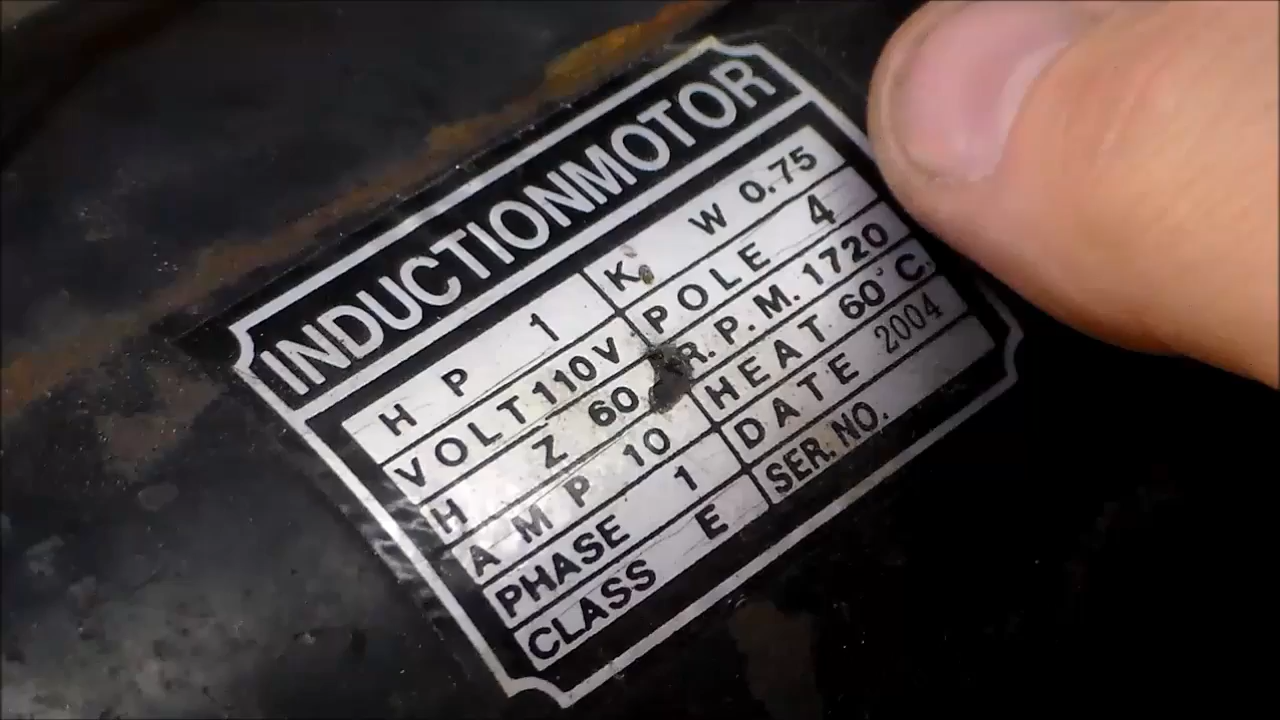 INDUCTIONMOTOR
H P 1 K W 0.75
VOLT 110V POLE 4
H Z 60 R.P.M. 1720
A M P 10 HEAT 60°C.
PHASE 1 DATE 2004
CLASS E SER. NO.